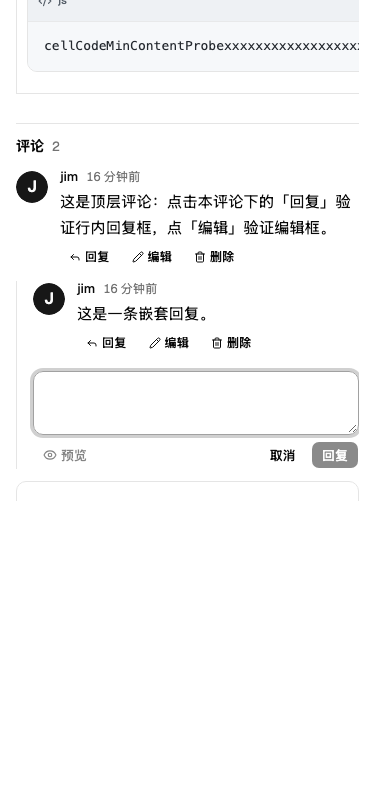 js
cellCodeMinContentProbexxxxxxxxxxxxxxxxxx
评论 2
J
jim 16 分钟前
这是顶层评论：点击本评论下的「回复」验
证行内回复框，点「编辑」验证编辑框。
回复 编辑 删除
J
jim 16 分钟前
这是一条嵌套回复。
回复 编辑 删除
预览 取消 回复